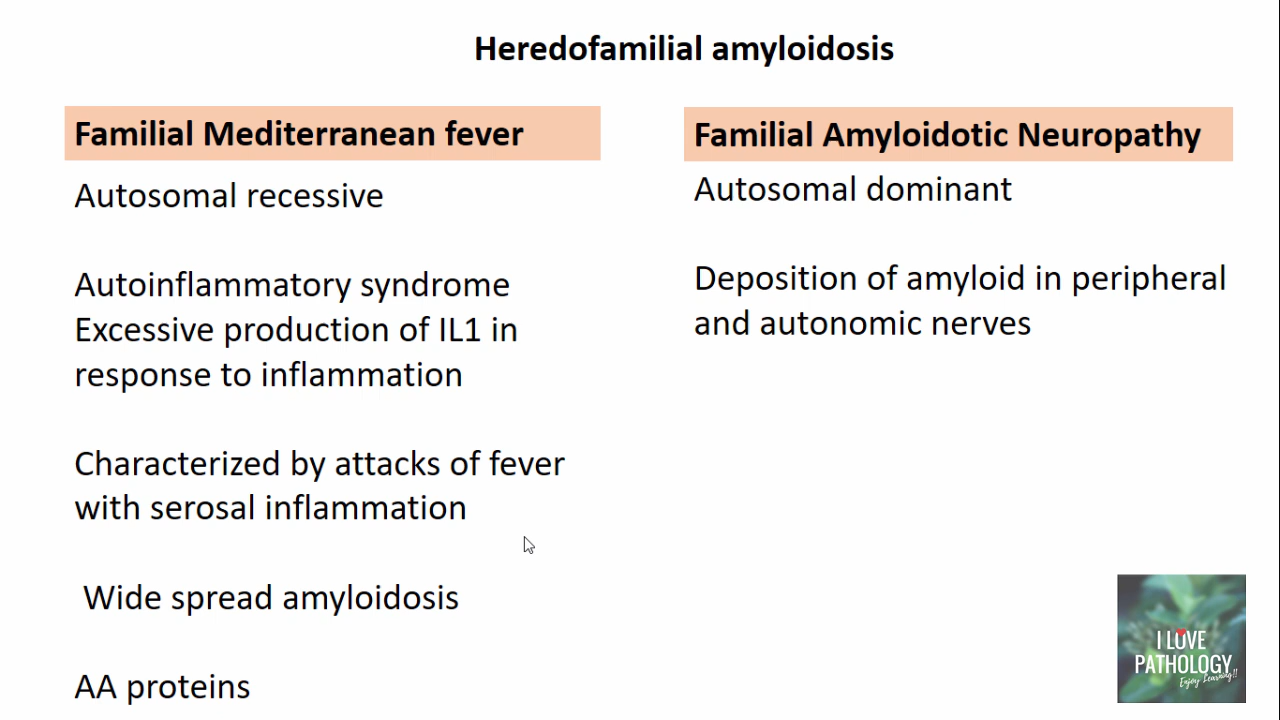 Heredofamilial amyloidosis
Familial Mediterranean fever
Autosomal recessive
Autoinflammatory syndrome
Excessive production of IL1 in
response to inflammation
Characterized by attacks of fever
with serosal inflammation
Wide spread amyloidosis
AA proteins
Familial Amyloidotic Neuropathy
Autosomal dominant
Deposition of amyloid in peripheral
and autonomic nerves
I LOVE
PATHOLOGY
Enjoy Learning!!